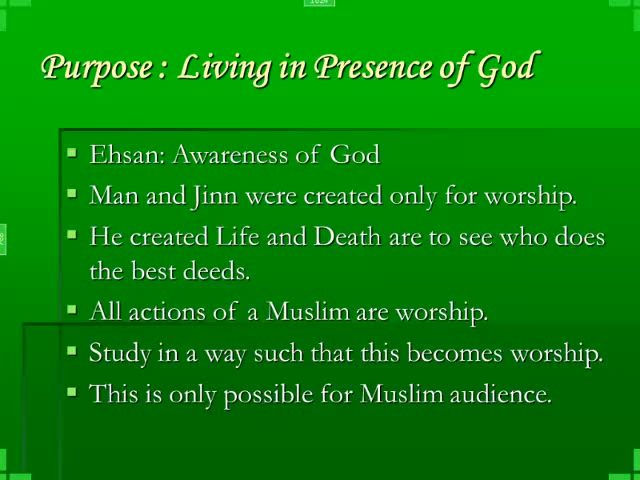 1024
Purpose : Living in Presence of God
Ehsan: Awareness of God
Man and Jinn were created only for worship.
He created Life and Death are to see who does
the best deeds.
768
All actions of a Muslim are worship.
Study in a way such that this becomes worship.
This is only possible for Muslim audience.